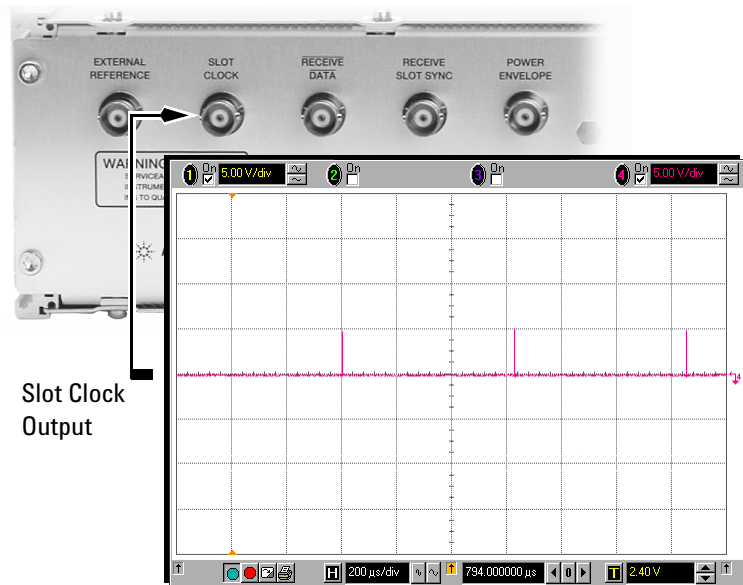 EXTERNAL REFERENCE
SLOT CLOCK
RECEIVE DATA
RECEIVE SLOT SYNC
POWER ENVELOPE
WARNING
1 On 5.00 V/div
2 On
3 On
4 On 5.00 V/div
4
Slot Clock
Output
H 200 µs/div
794.000000 µs
0
T 2.40 V